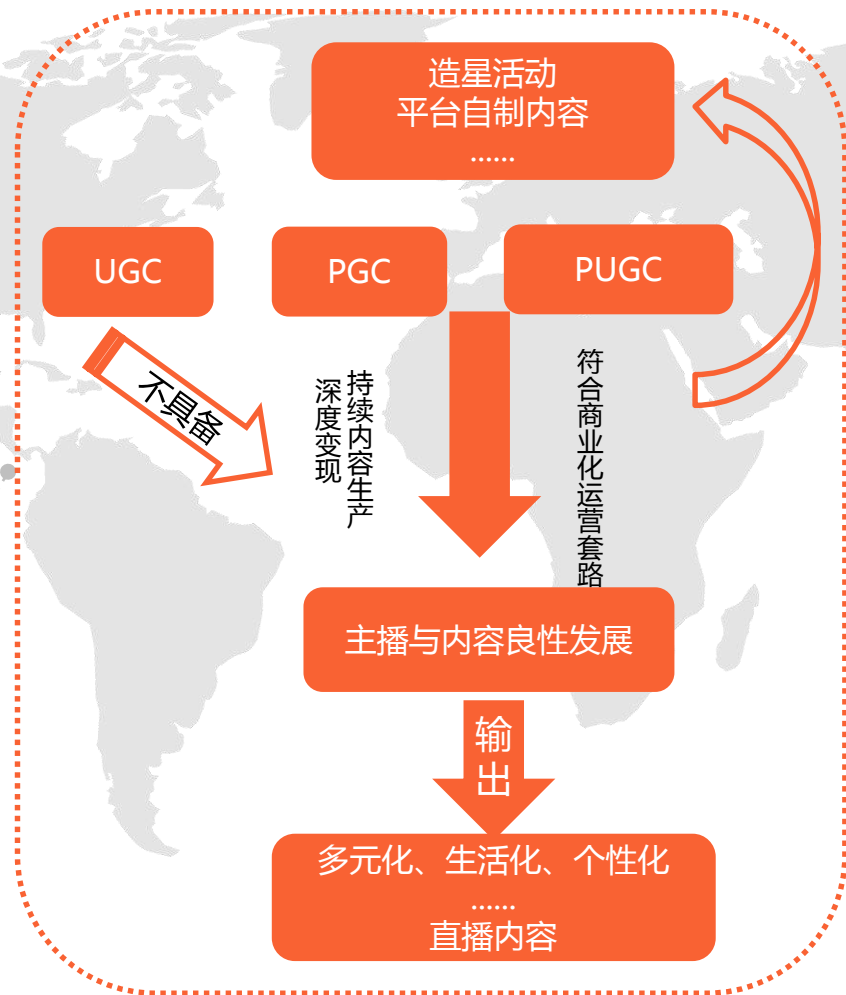 造星活动
平台自制内容
......
UGC
PGC
PUGC
不具备
持续内容生产
深度变现
符合商业化运营套路
主播与内容良性发展
输
出
多元化、生活化、个性化
......
直播内容